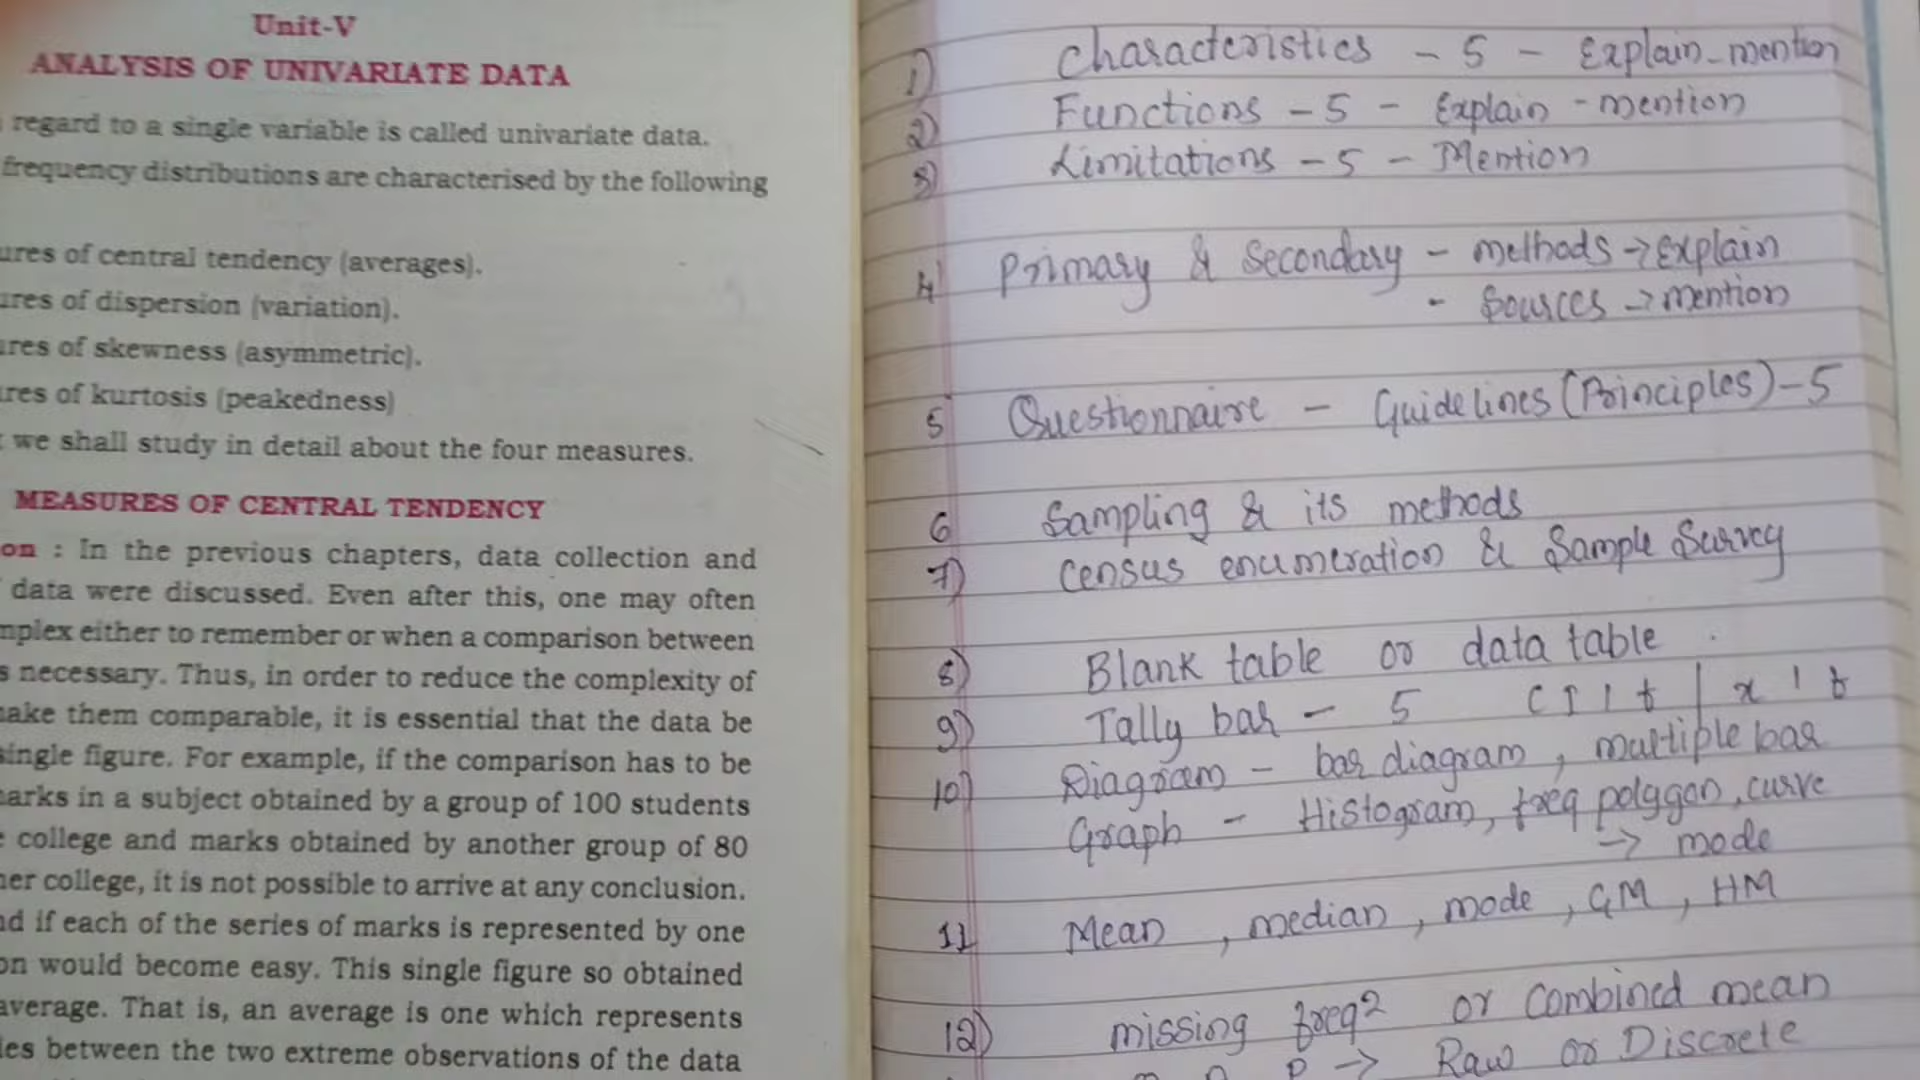 Unit-V
ANALYSIS OF UNIVARIATE DATA
regard to a single variable is called univariate data.
frequency distributions are characterised by the following
ures of central tendency (averages).
ures of dispersion (variation).
ures of skewness (asymmetric).
ures of kurtosis (peakedness)
we shall study in detail about the four measures.
MEASURES OF CENTRAL TENDENCY
on : In the previous chapters, data collection and
data were discussed. Even after this, one may often
mplex either to remember or when a comparison between
s necessary. Thus, in order to reduce the complexity of
make them comparable, it is essential that the data be
single figure. For example, if the comparison has to be
marks in a subject obtained by a group of 100 students
e college and marks obtained by another group of 80
her college, it is not possible to arrive at any conclusion.
nd if each of the series of marks is represented by one
on would become easy. This single figure so obtained
average. That is, an average is one which represents
les between the two extreme observations of the data
1) Characteristics - 5 - Explain - mention
2) Functions - 5 - Explain - mention
3) Limitations - 5 - Mention
4) Primary & Secondary - methods → Explain
- Sources → mention
5 Questionnaire - Guidelines (Principles) - 5
6 Sampling & its methods
7) Census enumeration & Sample Survey
8) Blank table or data table
9) Tally bar - 5 CI | f | x | f
10) Diagram - bar diagram, multiple bar
Graph - Histogram, freq polygon, curve
→ mode
11 Mean, median, mode, GM, HM
12) missing freq² or Combined mean
→ Raw or Discrete